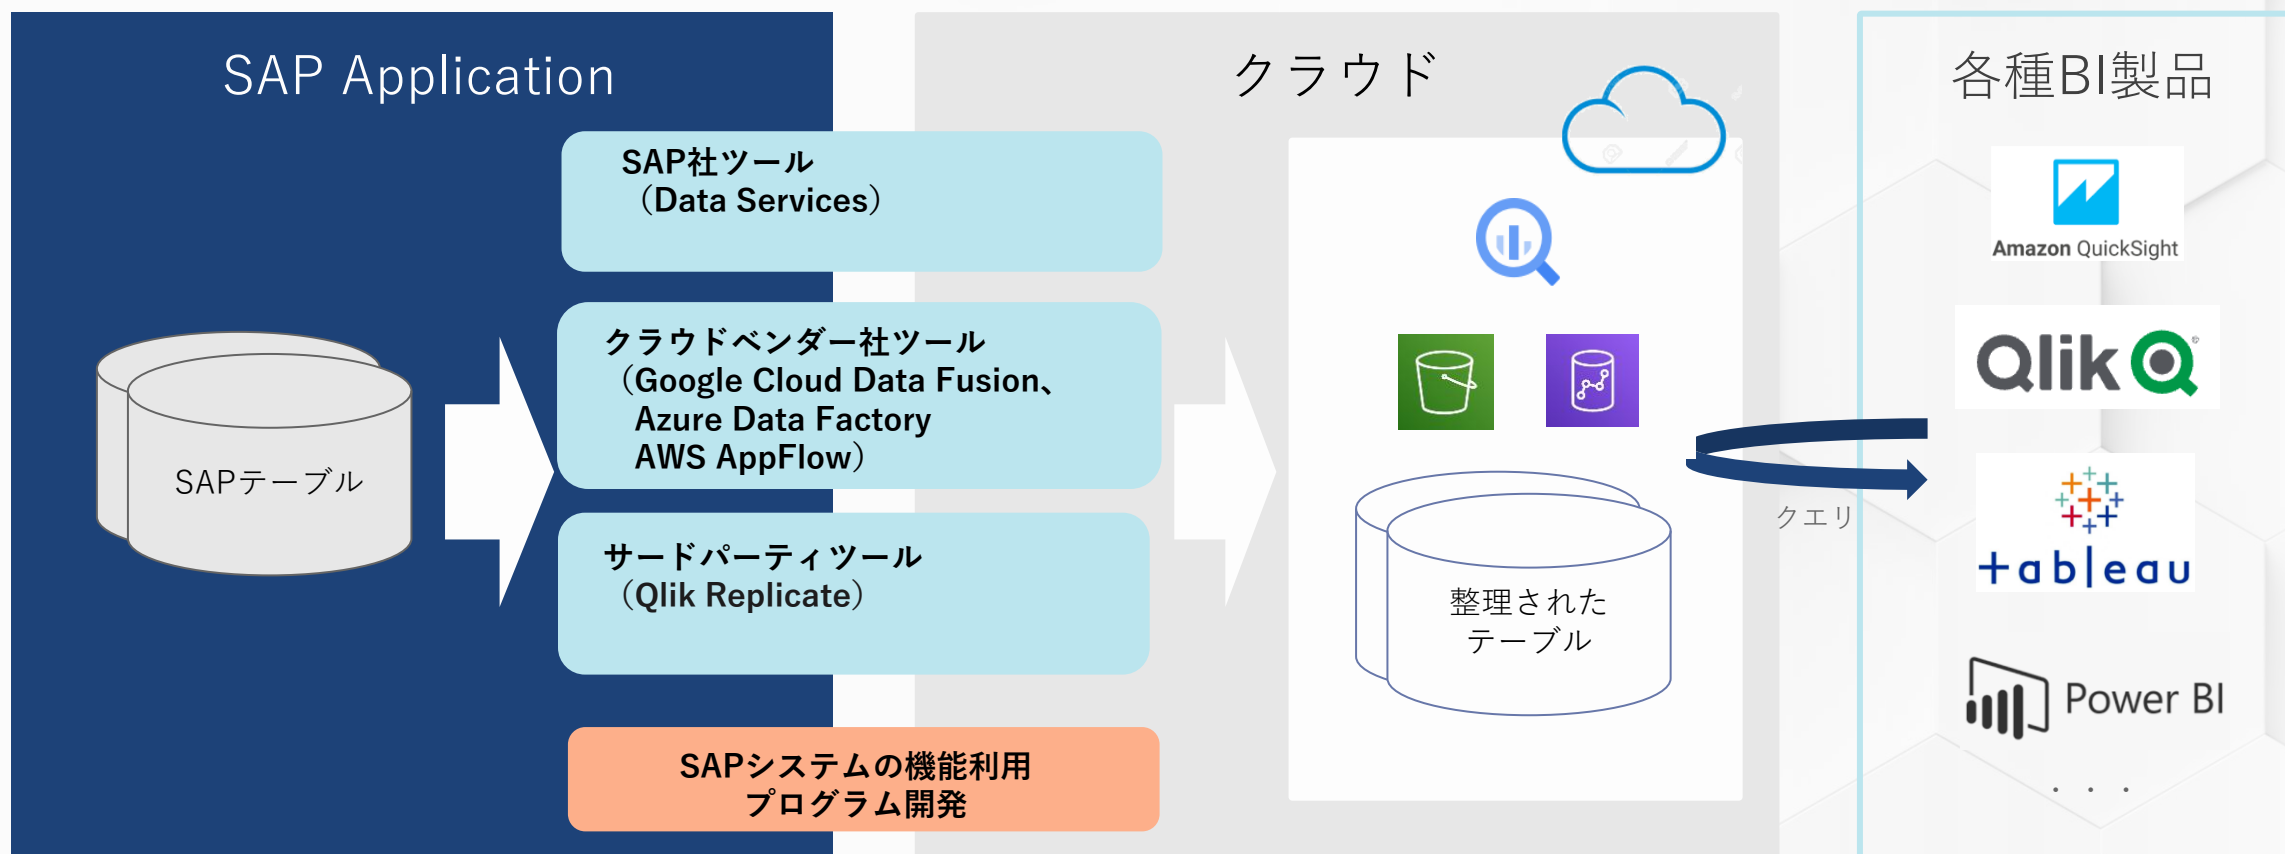 SAP Application
SAP社ツール
（Data Services）
クラウドベンダー社ツール
（Google Cloud Data Fusion、
Azure Data Factory
AWS AppFlow）
SAPテーブル
サードパーティツール
（Qlik Replicate）
SAPシステムの機能利用
プログラム開発
クラウド
整理された
テーブル
クエリ
各種BI製品
Amazon QuickSight
Qlik
+ableau
Power BI
・・・